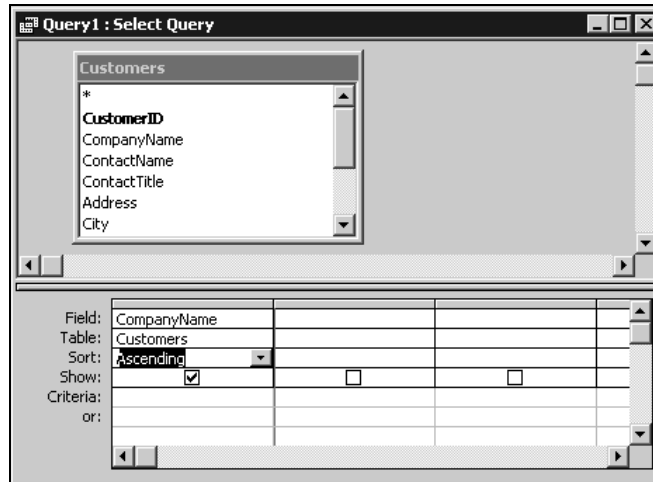 Query1 : Select Query
Customers
*
CustomerID
CompanyName
ContactName
ContactTitle
Address
City
Field: CompanyName
Table: Customers
Sort: Ascending
Show:
Criteria:
or: